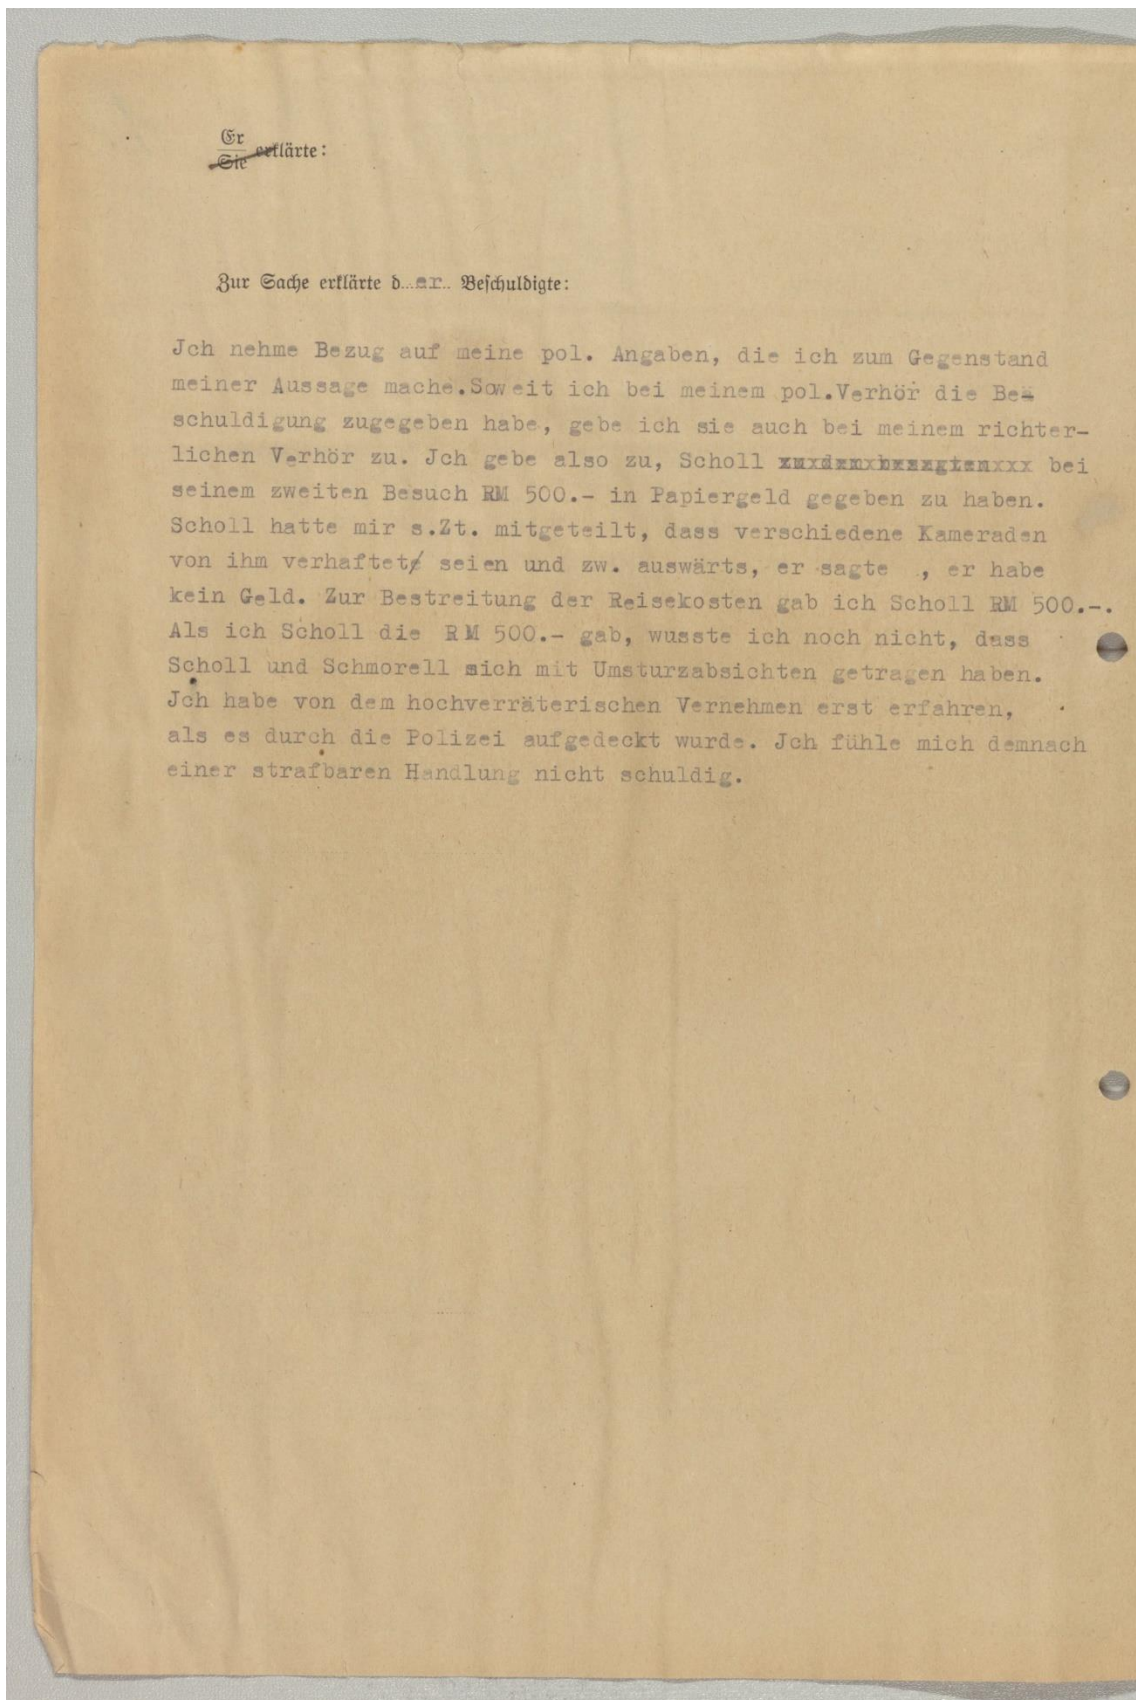 Er
Sie erklärte:
Zur Sache erklärte d...er.. Beschuldigte:
Jch nehme Bezug auf meine pol. Angaben, die ich zum Gegenstand
meiner Aussage mache.Soweit ich bei meinem pol.Verhör die Be-
schuldigung zugegeben habe, gebe ich sie auch bei meinem richter-
lichen Verhör zu. Jch gebe also zu, Scholl bei
seinem zweiten Besuch RM 500.- in Papiergeld gegeben zu haben.
Scholl hatte mir s.Zt. mitgeteilt, dass verschiedene Kameraden
von ihm verhaftet seien und zw. auswärts, er sagte , er habe
kein Geld. Zur Bestreitung der Reisekosten gab ich Scholl RM 500.-.
Als ich Scholl die RM 500.- gab, wusste ich noch nicht, dass
Scholl und Schmorell sich mit Umsturzabsichten getragen haben.
Jch habe von dem hochverräterischen Vernehmen erst erfahren,
als es durch die Polizei aufgedeckt wurde. Jch fühle mich demnach
einer strafbaren Handlung nicht schuldig.